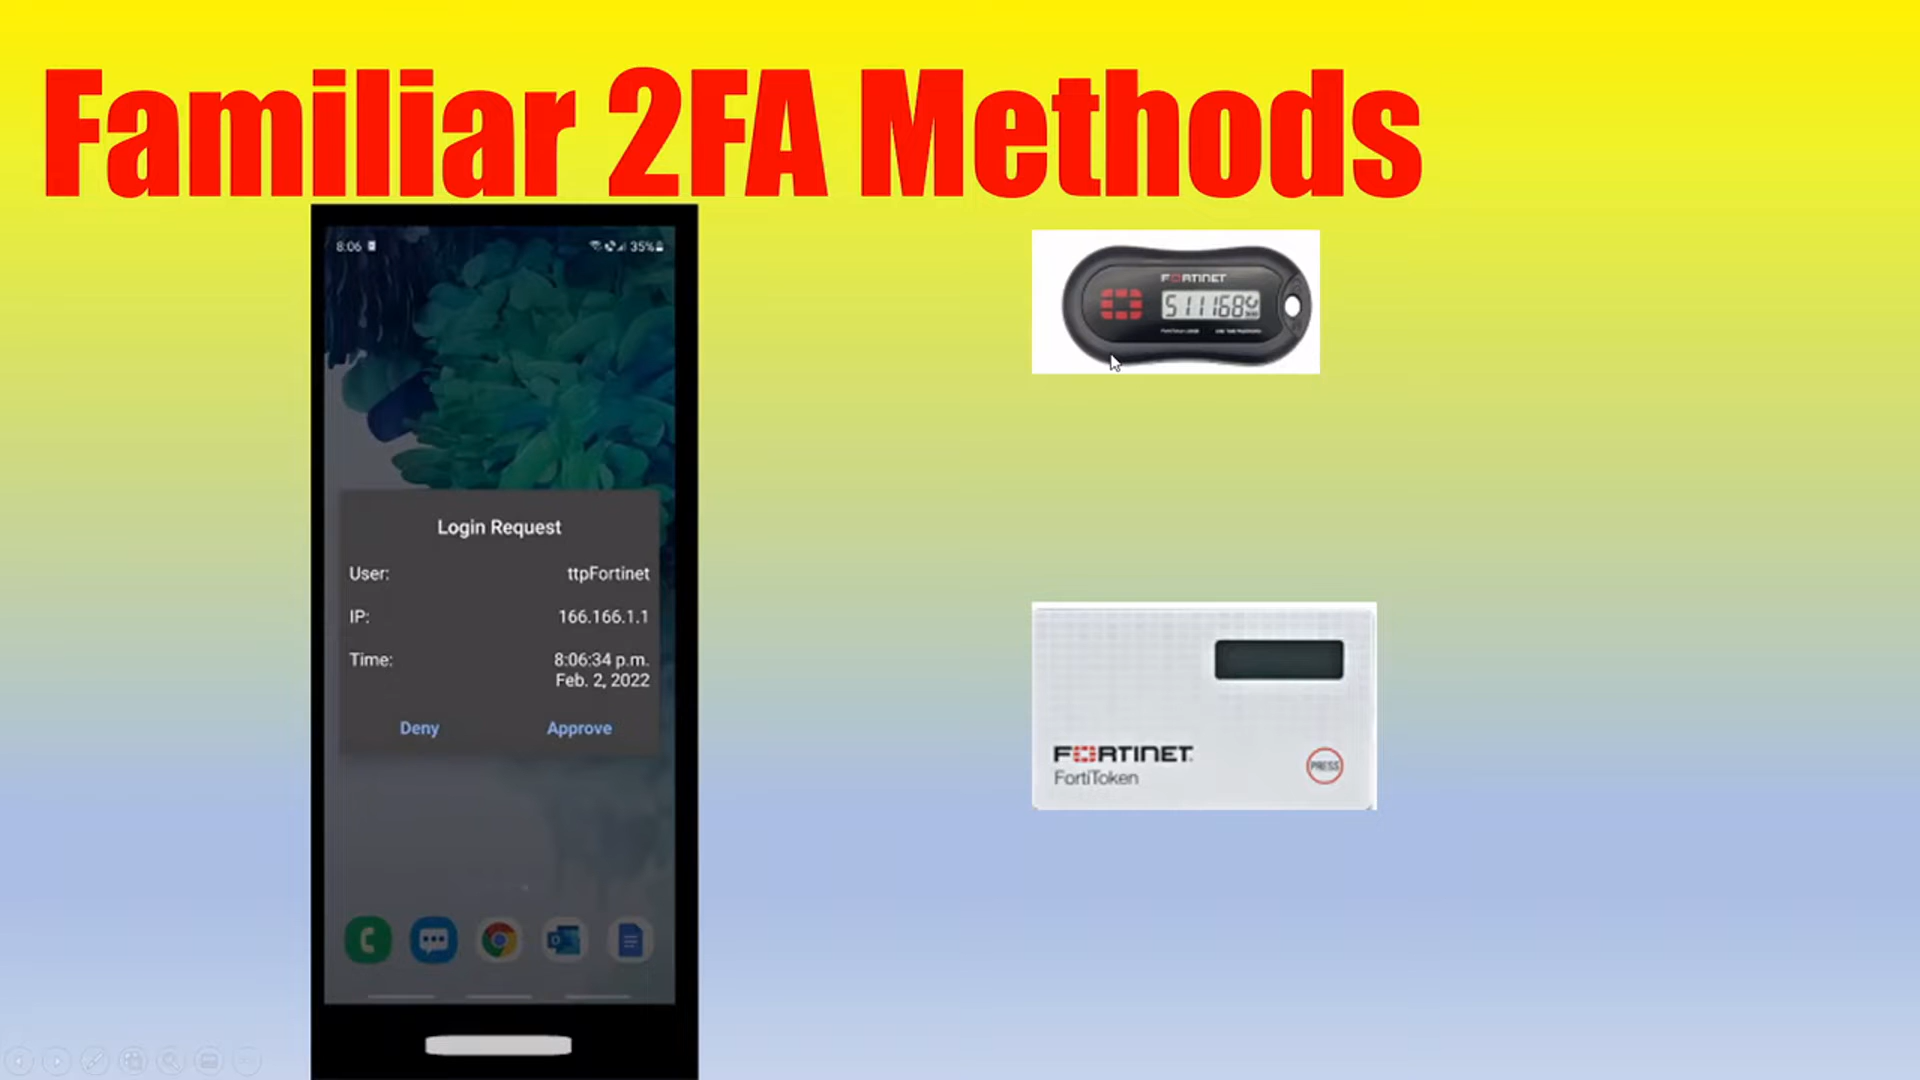 Familiar 2FA Methods
8:06
35%
Login Request
User: ttpFortinet
IP: 166.166.1.1
Time: 8:06:34 p.m.
Feb. 2, 2022
Deny Approve
FORTINET
511168
FORTINET
FortiToken
PRESS